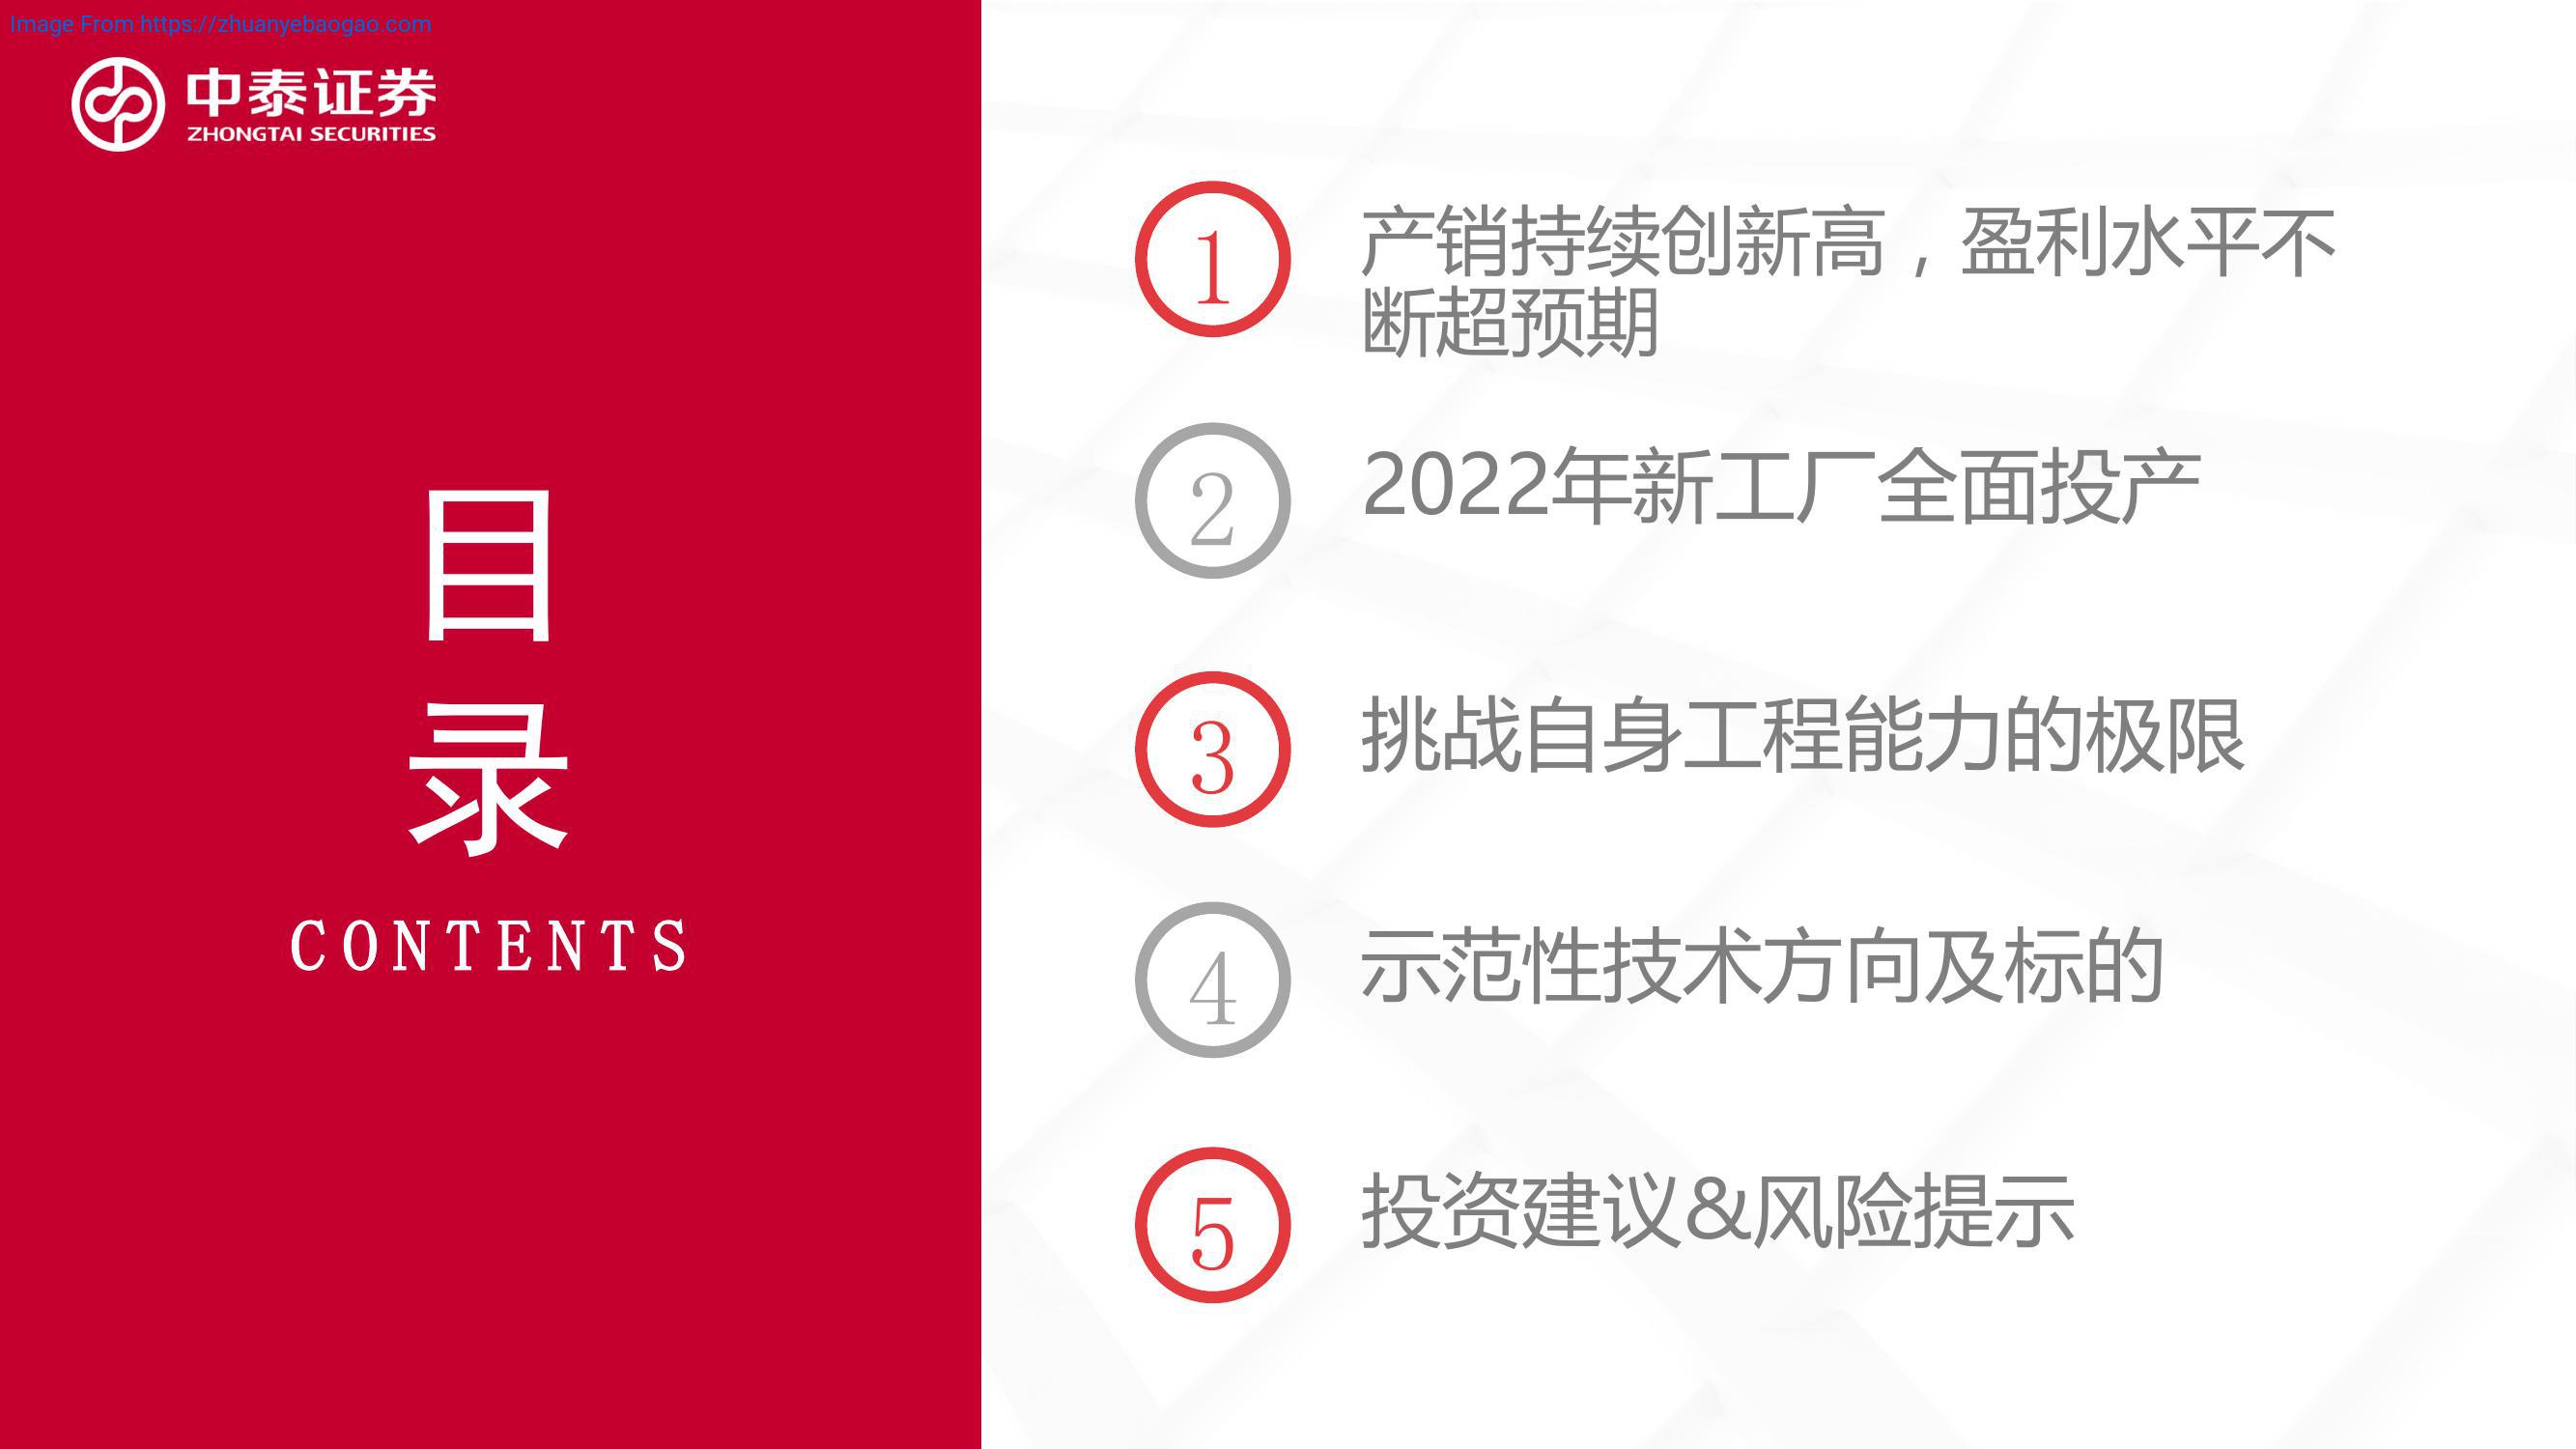 Image From https://zhuanyebaogao.com
中泰证券
ZHONGTAI SECURITIES
目
录
CONTENTS
1
产销持续创新高，盈利水平不
断超预期
2
2022年新工厂全面投产
3
挑战自身工程能力的极限
4
示范性技术方向及标的
5
投资建议&风险提示